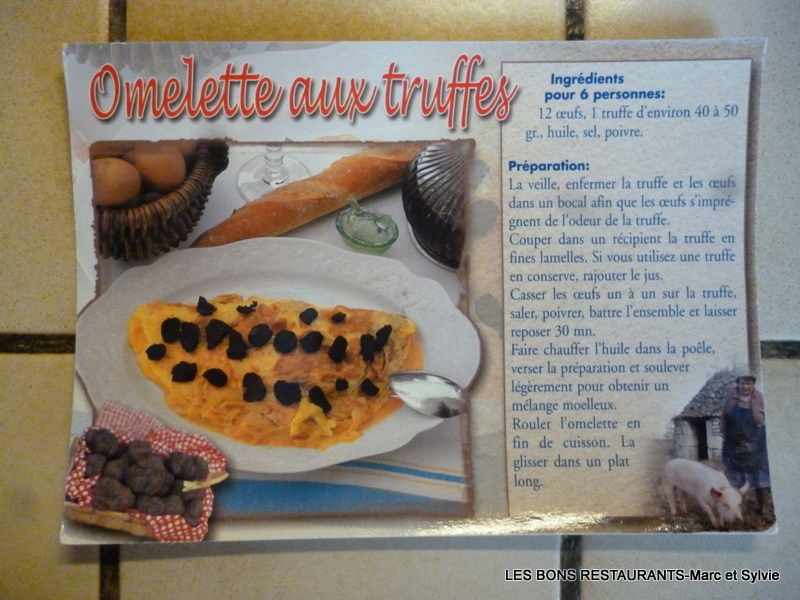 Omelette aux truffes
Ingrédients
pour 6 personnes:
12 œufs, 1 truffe d'environ 40 à 50
gr., huile, sel, poivre.
Préparation:
La veille, enfermer la truffe et les œufs
dans un bocal afin que les œufs s'impré-
gnent de l'odeur de la truffe.
Couper dans un récipient la truffe en
fines lamelles. Si vous utilisez une truffe
en conserve, rajouter le jus.
Casser les œufs un à un sur la truffe,
saler, poivrer, battre l'ensemble et laisser
reposer 30 mn.
Faire chauffer l'huile dans la poêle,
verser la préparation et soulever
légèrement pour obtenir un
mélange moelleux.
Rouler l'omelette en
fin de cuisson. La
glisser dans un plat
long.
LES BONS RESTAURANTS-Marc et Sylvie